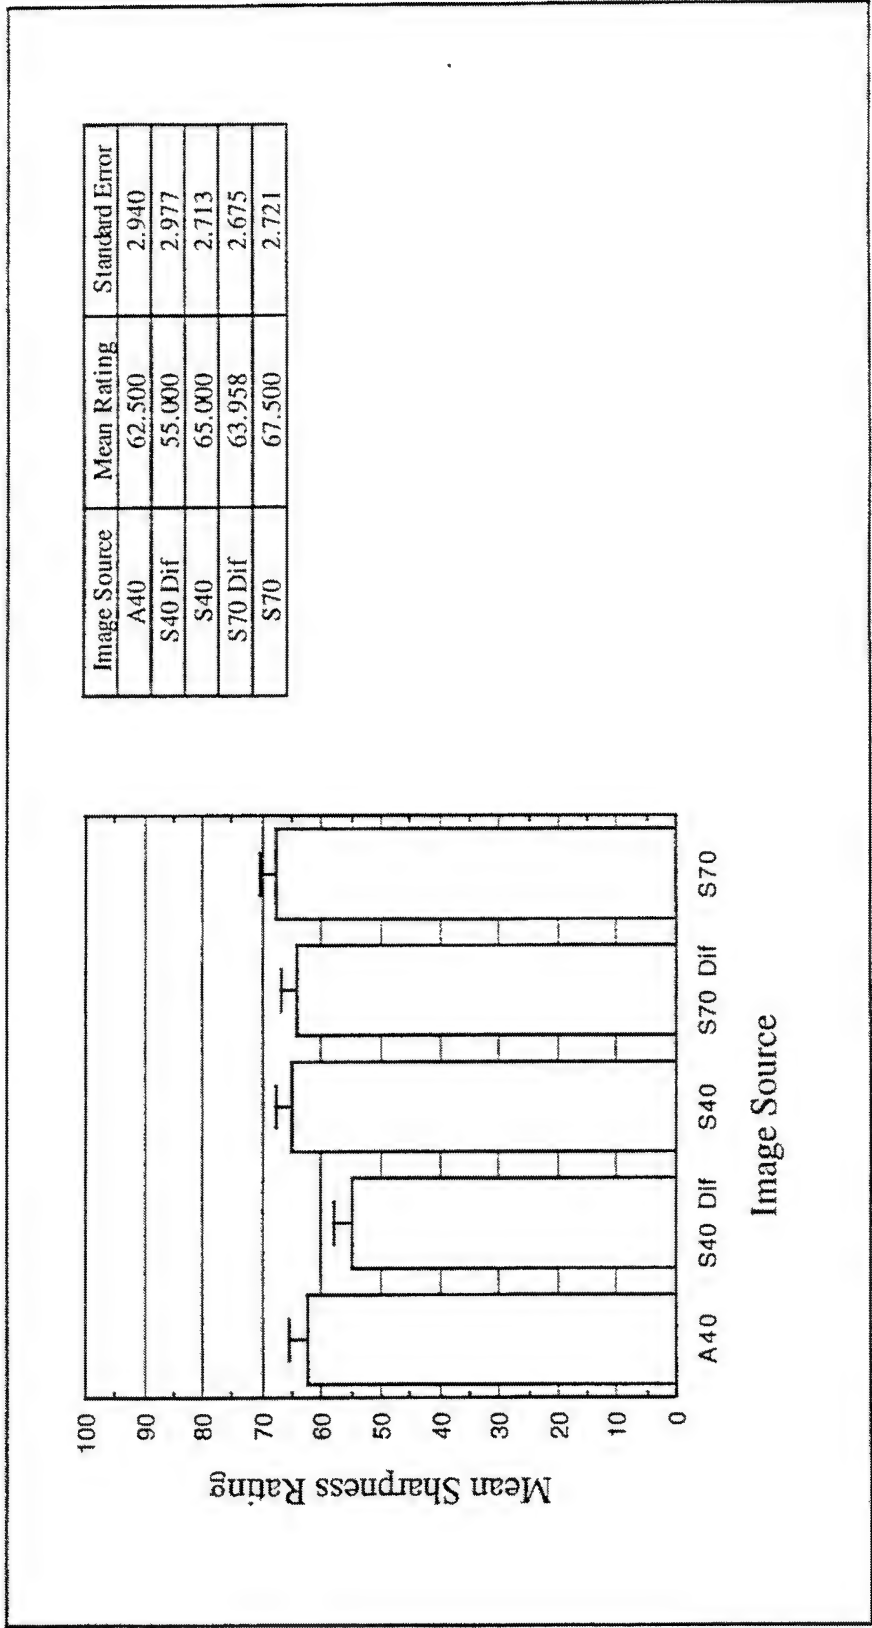 Image Source Mean Rating Standard Error
A40 62.500 2.940
S40 Dif 55.000 2.977
S40 65.000 2.713
S70 Dif 63.958 2.675
S70 67.500 2.721
Mean Sharpness Rating
100
90
80
70
60
50
40
30
20
10
0
A40 S40 Dif S40 S70 Dif S70
Image Source